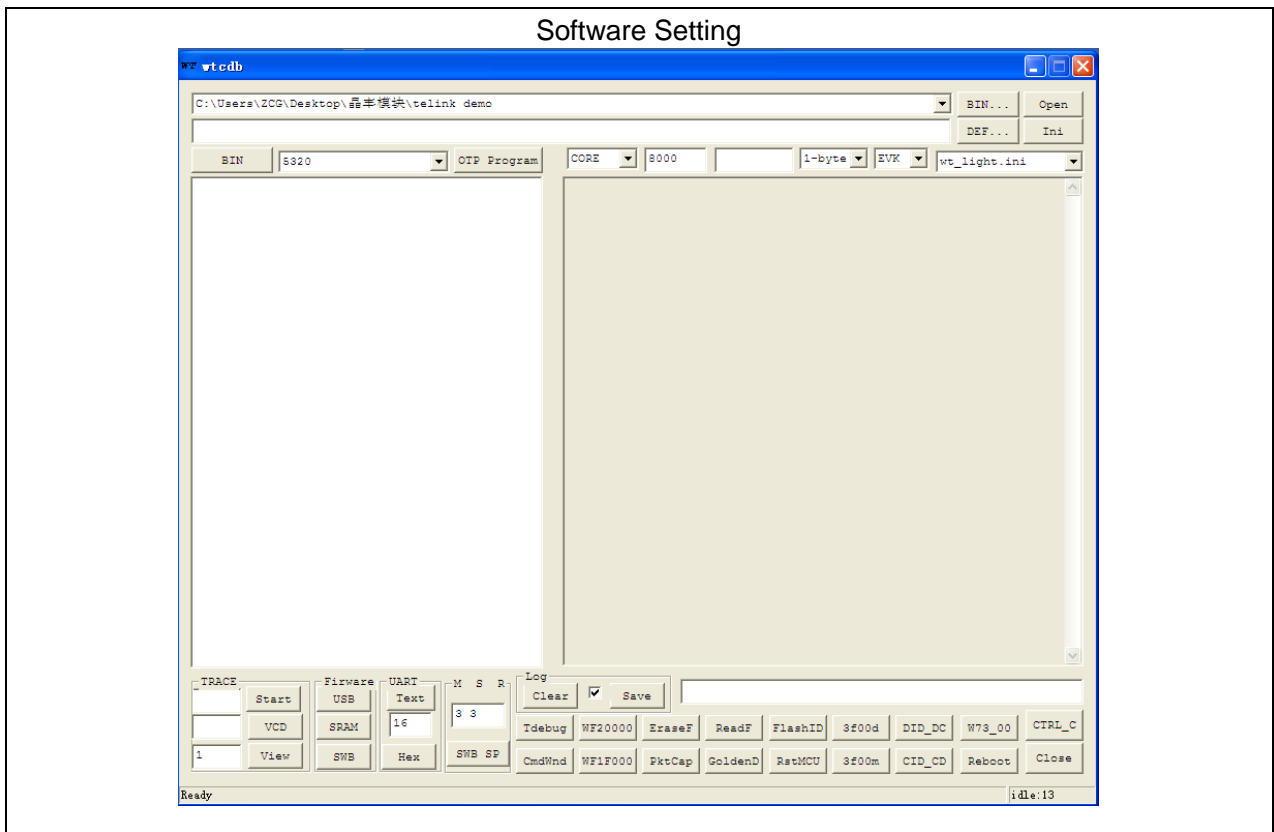 Software Setting
WT wtcdb
C:\Users\ZCG\Desktop\晶丰模块\telink demo BIN... Open
DEF... Ini
BIN 5320 OTP Program CORE 8000 1-byte EVK wt_light.ini
TRACE Firware UART M S R Log
Start USB Text Clear Save
VCD SRAM 16 3 3 Tdebug WF20000 EraseF ReadF FlashID 3f00d DID_DC W73_00 CTRL_C
1 View SWB Hex SWB SP CmdWnd WF1F000 PktCap GoldenD RstMCU 3f00m CID_CD Reboot Close
Ready idle:13